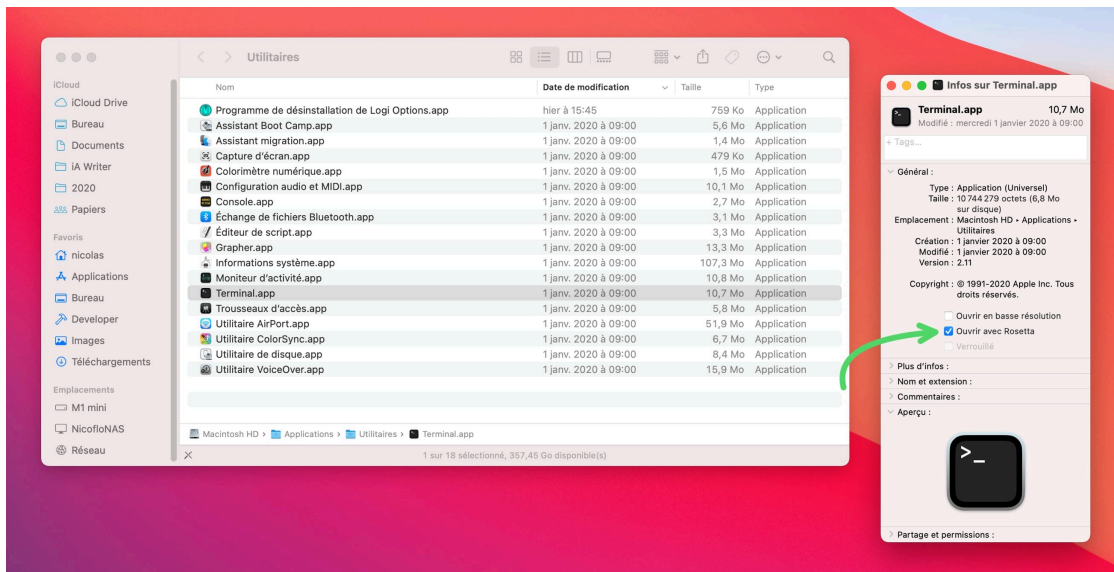 Utilitaires
iCloud
iCloud Drive
Bureau
Documents
iA Writer
2020
Papiers
Favoris
nicolas
Applications
Bureau
Developer
Images
Téléchargements
Emplacements
M1 mini
NicofloNAS
Réseau
Nom Date de modification Taille Type
Programme de désinstallation de Logi Options.app hier à 15:45 759 Ko Application
Assistant Boot Camp.app 1 janv. 2020 à 09:00 5,6 Mo Application
Assistant migration.app 1 janv. 2020 à 09:00 1,4 Mo Application
Capture d'écran.app 1 janv. 2020 à 09:00 479 Ko Application
Colorimètre numérique.app 1 janv. 2020 à 09:00 1,5 Mo Application
Configuration audio et MIDI.app 1 janv. 2020 à 09:00 10,1 Mo Application
Console.app 1 janv. 2020 à 09:00 2,7 Mo Application
Échange de fichiers Bluetooth.app 1 janv. 2020 à 09:00 3,1 Mo Application
Éditeur de script.app 1 janv. 2020 à 09:00 3,3 Mo Application
Grapher.app 1 janv. 2020 à 09:00 13,3 Mo Application
Informations système.app 1 janv. 2020 à 09:00 107,3 Mo Application
Moniteur d'activité.app 1 janv. 2020 à 09:00 10,8 Mo Application
Terminal.app 1 janv. 2020 à 09:00 10,7 Mo Application
Trousseaux d'accès.app 1 janv. 2020 à 09:00 5,8 Mo Application
Utilitaire AirPort.app 1 janv. 2020 à 09:00 51,9 Mo Application
Utilitaire ColorSync.app 1 janv. 2020 à 09:00 6,7 Mo Application
Utilitaire de disque.app 1 janv. 2020 à 09:00 8,4 Mo Application
Utilitaire VoiceOver.app 1 janv. 2020 à 09:00 15,9 Mo Application
Macintosh HD › Applications › Utilitaires › Terminal.app
1 sur 18 sélectionné, 357,45 Go disponible(s)
Infos sur Terminal.app
Terminal.app 10,7 Mo
Modifié : mercredi 1 janvier 2020 à 09:00
+ Tags...
Général :
Type : Application (Universel)
Taille : 10 744 279 octets (6,8 Mo
sur disque)
Emplacement : Macintosh HD ▸ Applications ▸
Utilitaires
Création : 1 janvier 2020 à 09:00
Modifié : 1 janvier 2020 à 09:00
Version : 2.11
Copyright : © 1991-2020 Apple Inc. Tous
droits réservés.
Ouvrir en basse résolution
Ouvrir avec Rosetta
Verrouillé
Plus d'infos :
Nom et extension :
Commentaires :
Aperçu :
>_
Partage et permissions :